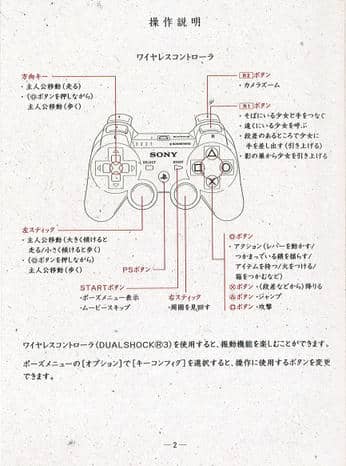 操作説明
ワイヤレスコントローラ
方向キー
・主人公移動(走る)
・(◎ボタンを押しながら)
主人公移動(歩く)
R2ボタン
・カメラズーム
R1ボタン
・そばにいる少女と手をつなぐ
・遠くにいる少女を呼ぶ
・段差のあるところで少女に
手を差し出す(引き上げる)
・影の巣から少女を引き上げる
SELECT
START
SONY
左スティック
・主人公移動(大きく傾けると
走る/小さく傾けると歩く)
・(◎ボタンを押しながら)
主人公移動(歩く)
PSボタン
STARTボタン
・ポーズメニュー表示
・ムービースキップ
右スティック
・周囲を見回す
○ボタン
・アクション(レバーを動かす/
つかまっている鎖を揺らす/
アイテムを持つ/火をつける/
箱をつかむなど)
×ボタン・(段差などから)降りる
△ボタン・ジャンプ
□ボタン・攻撃
ワイヤレスコントローラ(DUALSHOCK®3)を使用すると、振動機能を楽しむことができます。
ポーズメニューの[オプション]で[キーコンフィグ]を選択すると、操作に使用するボタンを変更
できます。
—2—